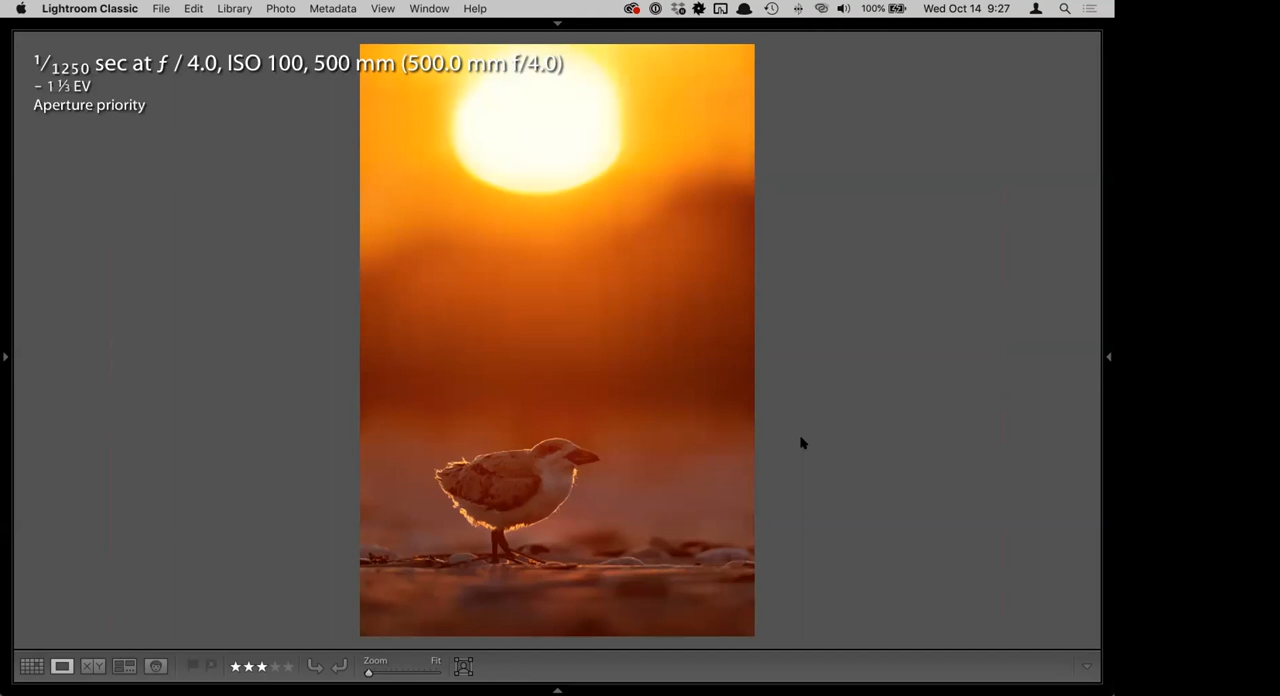 Lightroom Classic File Edit Library Photo Metadata View Window Help 100% Wed Oct 14 9:27
1/1250 sec at ƒ / 4.0, ISO 100, 500 mm (500.0 mm f/4.0)
- 1 ⅓ EV
Aperture priority
X Y Zoom Fit